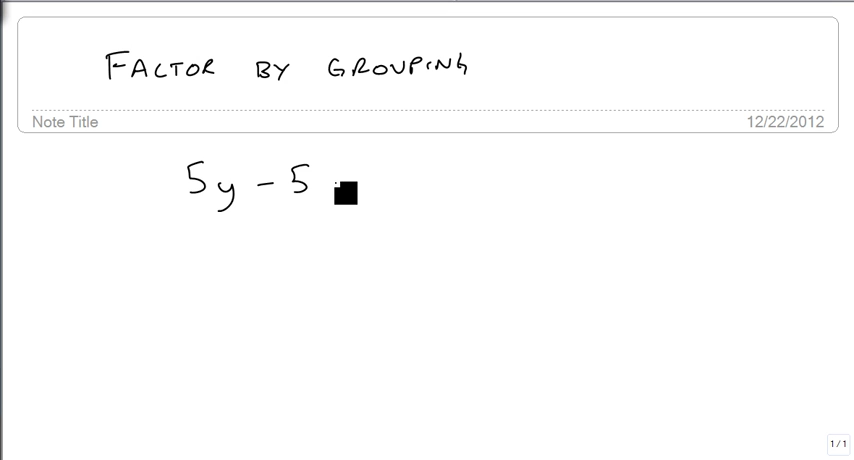 FACTOR BY GROUPING
Note Title
12/22/2012
5y - 5
1 / 1